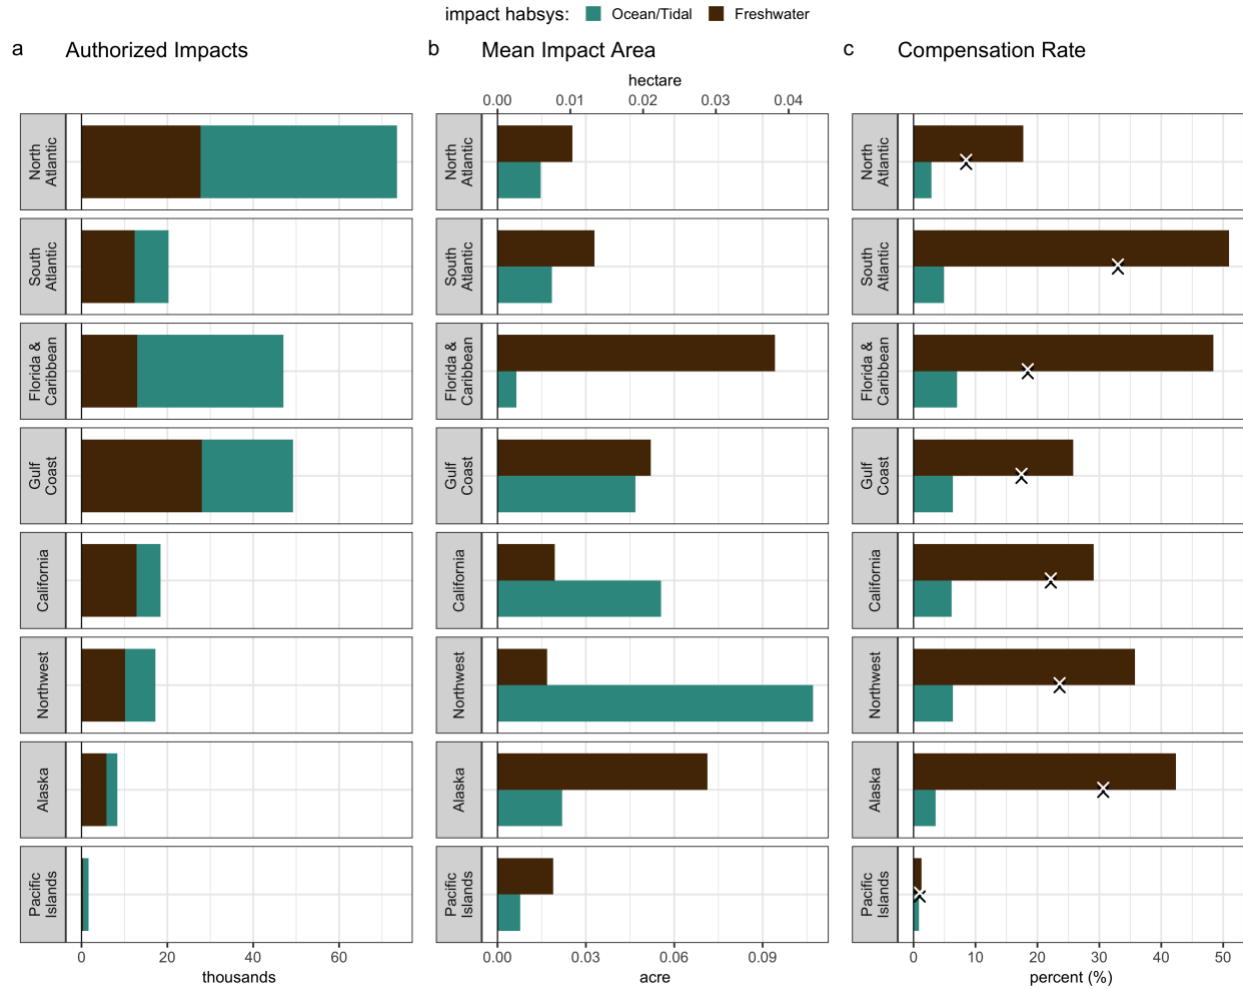 impact habsys: Ocean/Tidal Freshwater
a Authorized Impacts
b Mean Impact Area
c Compensation Rate
hectare
0.00 0.01 0.02 0.03 0.04
North
Atlantic
North
Atlantic
North
Atlantic
South
Atlantic
South
Atlantic
South
Atlantic
Florida &
Caribbean
Florida &
Caribbean
Florida &
Caribbean
Gulf
Coast
Gulf
Coast
Gulf
Coast
California
California
California
Northwest
Northwest
Northwest
Alaska
Alaska
Alaska
Pacific
Islands
Pacific
Islands
Pacific
Islands
0 20 40 60
thousands
0.00 0.03 0.06 0.09
acre
0 10 20 30 40 50
percent (%)